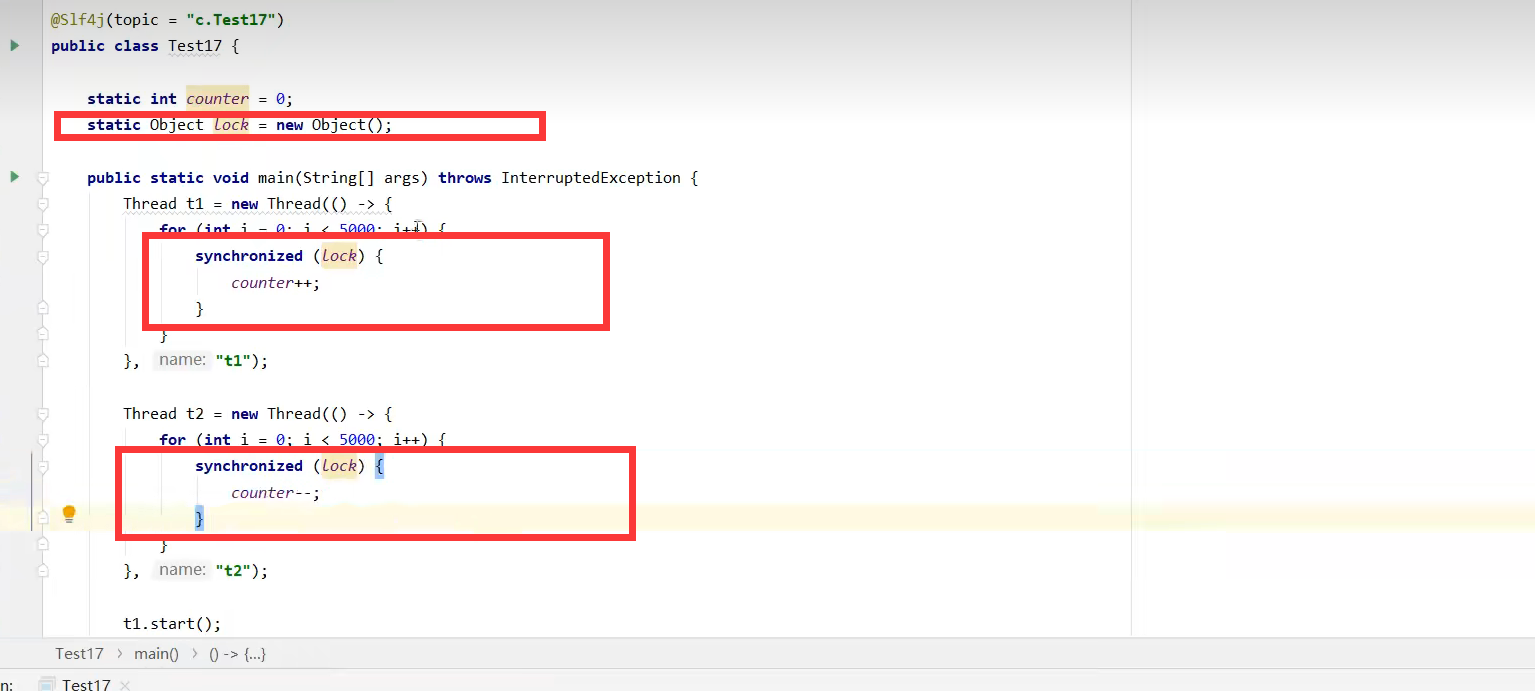 @Slf4j(topic = "c.Test17")
public class Test17 {
static int counter = 0;
static Object lock = new Object();
public static void main(String[] args) throws InterruptedException {
Thread t1 = new Thread(() -> {
for (int i = 0; i < 5000; i++) {
synchronized (lock) {
counter++;
}
}
}, name: "t1");
Thread t2 = new Thread(() -> {
for (int i = 0; i < 5000; i++) {
synchronized (lock) {
counter--;
}
}
}, name: "t2");
t1.start();
Test17 > main() > () -> {...}
n: Test17 ×